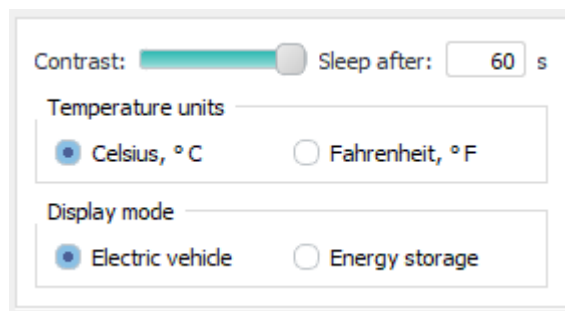 Contrast: Sleep after: 60 s
Temperature units
Celsius, °C Fahrenheit, °F
Display mode
Electric vehicle Energy storage